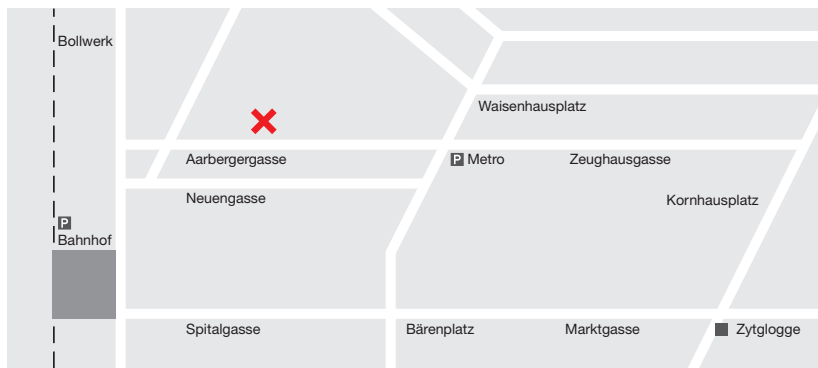 Bollwerk
Waisenhausplatz
Aarbergergasse
P Metro
Zeughausgasse
Neuengasse
Kornhausplatz
P
Bahnhof
Spitalgasse
Bärenplatz
Marktgasse
Zytglogge